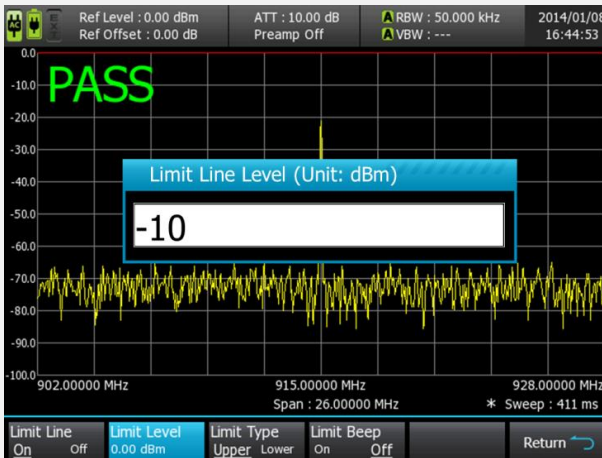 AC
EXT
Ref Level : 0.00 dBm
Ref Offset : 0.00 dB
ATT : 10.00 dB
Preamp Off
A RBW : 50.000 kHz
A VBW : ---
2014/01/08
16:44:53
0.0
PASS
-10.0
-20.0
-30.0
-40.0
Limit Line Level (Unit: dBm)
-50.0
-10
-60.0
-70.0
-80.0
-90.0
-100.0
902.00000 MHz
915.00000 MHz
928.00000 MHz
Span : 26.00000 MHz
* Sweep : 411 ms
Limit Line
On Off
Limit Level
0.00 dBm
Limit Type
Upper Lower
Limit Beep
On Off
Return